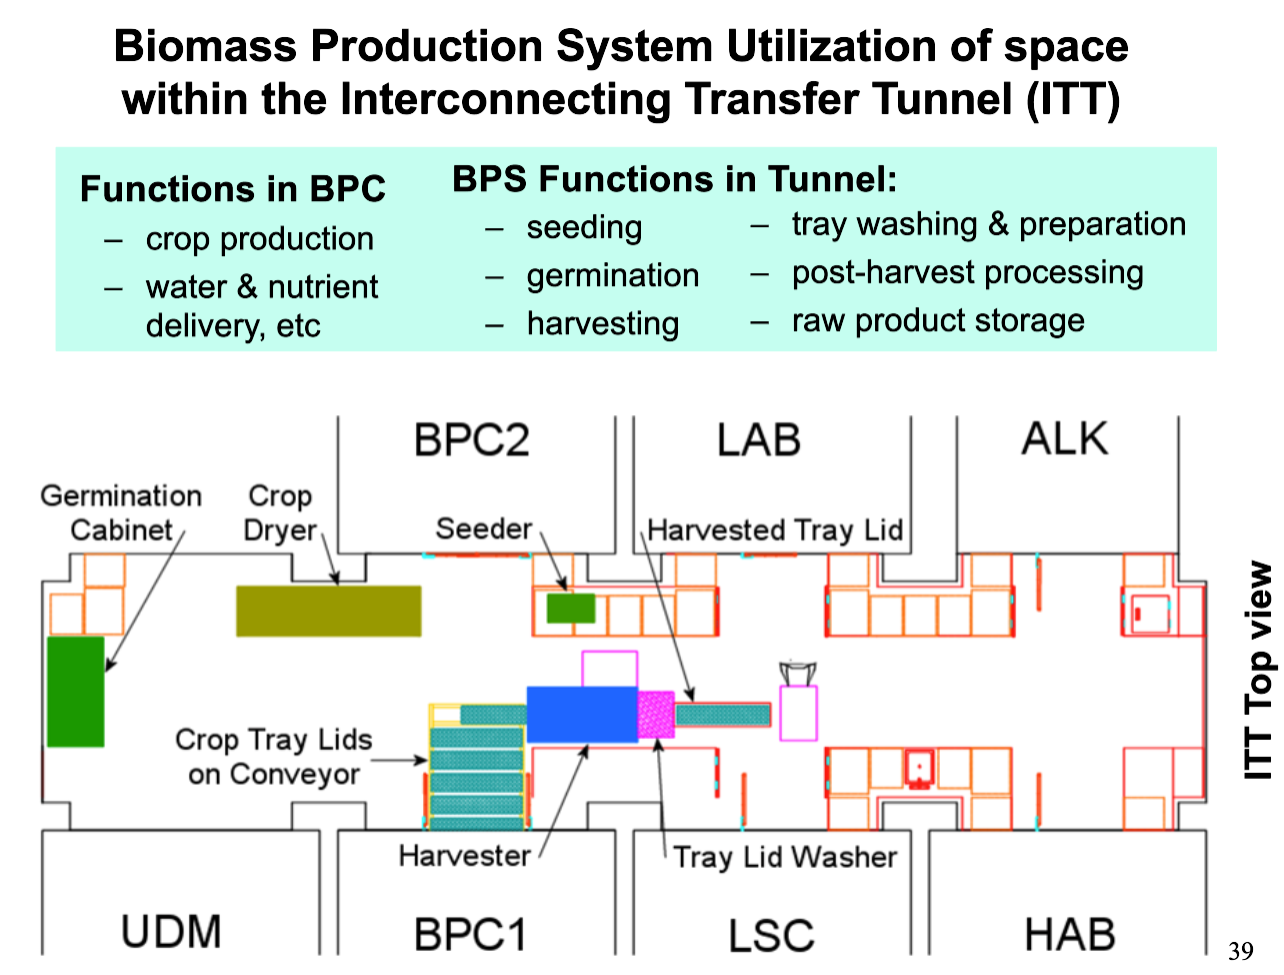 Biomass Production System Utilization of space
within the Interconnecting Transfer Tunnel (ITT)
Functions in BPC
– crop production
– water & nutrient
delivery, etc
BPS Functions in Tunnel:
– seeding
– germination
– harvesting
– tray washing & preparation
– post-harvest processing
– raw product storage
BPC2
LAB
ALK
Germination
Cabinet
Crop
Dryer
Seeder
Harvested Tray Lid
Crop Tray Lids
on Conveyor
Harvester
Tray Lid Washer
ITT Top view
UDM
BPC1
LSC
HAB
39